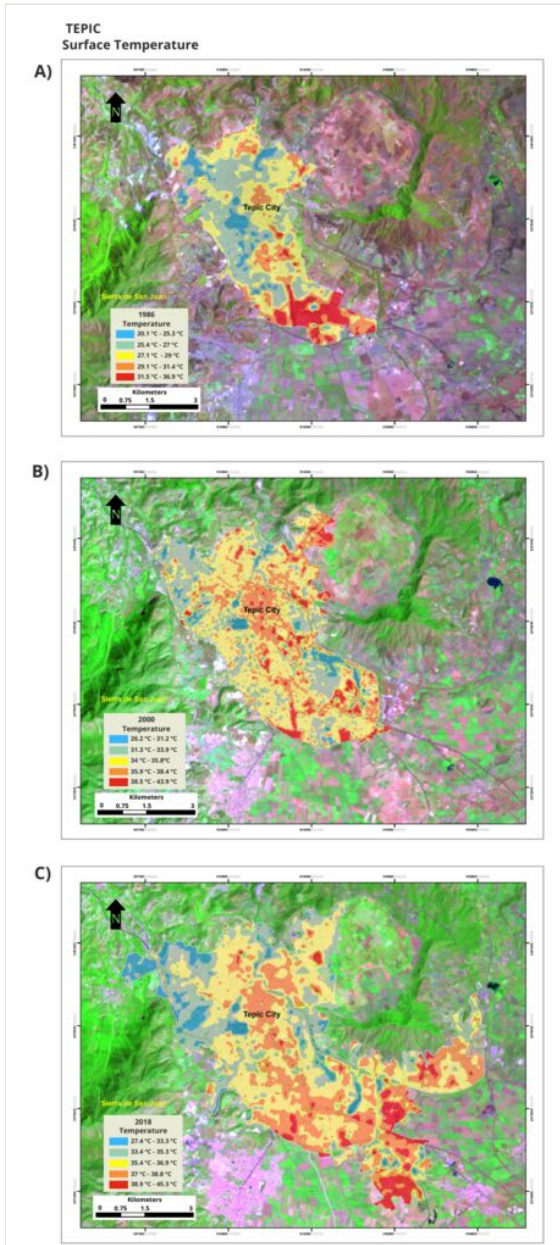 TEPIC
Surface Temperature
A)
N
Tepic City
Sierra de San Juan
1986
Temperature
20.1 °C - 25.3 °C
25.4 °C - 27 °C
27.1 °C - 29 °C
29.1 °C - 31.4 °C
31.5 °C - 36.9 °C
Kilometers
0 0.75 1.5 3
B)
N
Tepic City
Sierra de San Juan
2000
Temperature
26.2 °C - 31.2 °C
31.3 °C - 33.9 °C
34 °C - 35.8°C
35.9 °C - 38.4 °C
38.5 °C - 43.9 °C
Kilometers
0 0.75 1.5 3
C)
N
Tepic City
Sierra de San Juan
2018
Temperature
27.4 °C - 33.3 °C
33.4 °C - 35.3 °C
35.4 °C - 36.9 °C
37 °C - 38.8 °C
38.9 °C - 45.3 °C
Kilometers
0 0.75 1.5 3